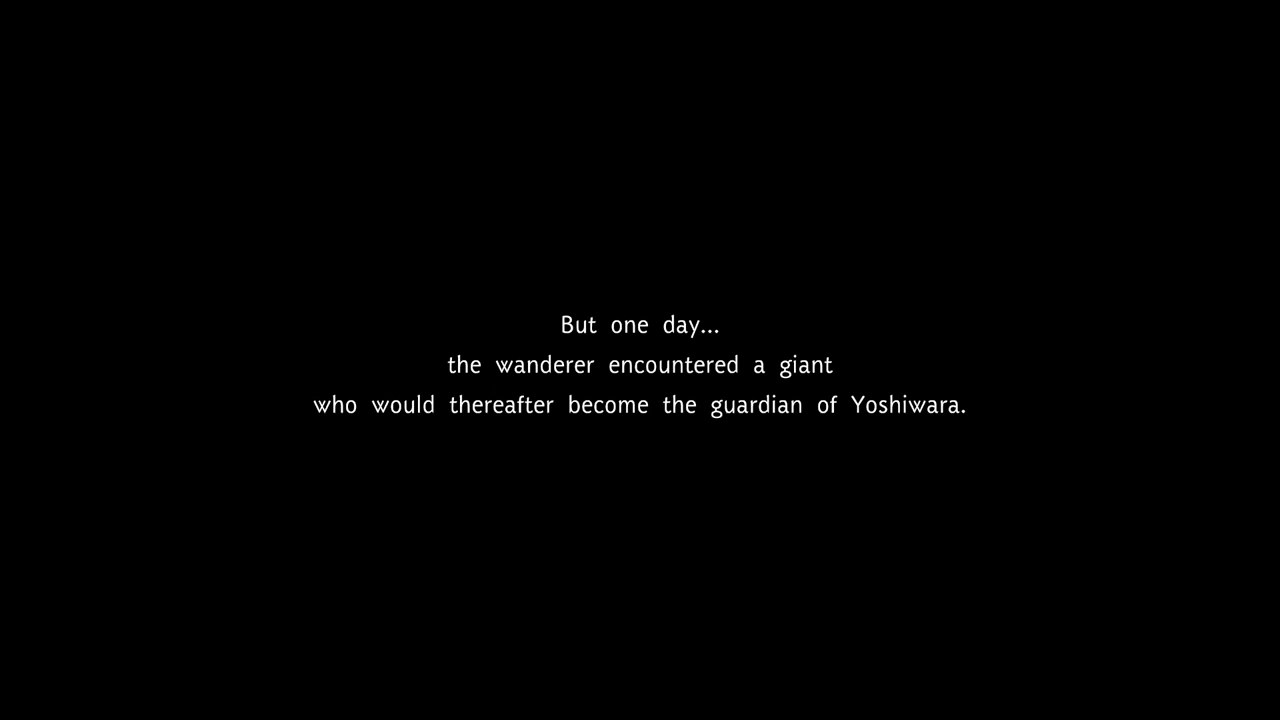 But one day...
the wanderer encountered a giant
who would thereafter become the guardian of Yoshiwara.